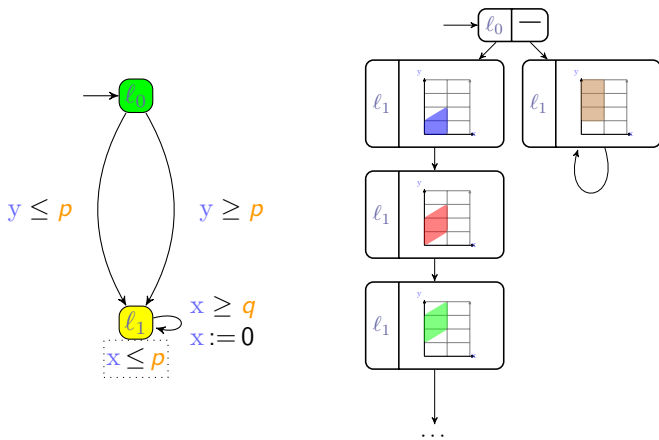 ℓ0
y ≤ p
y ≥ p
ℓ1
x ≥ q
x := 0
x ≤ p
ℓ0 —
ℓ1
y
x
ℓ1
y
x
ℓ1
y
x
ℓ1
y
x
...